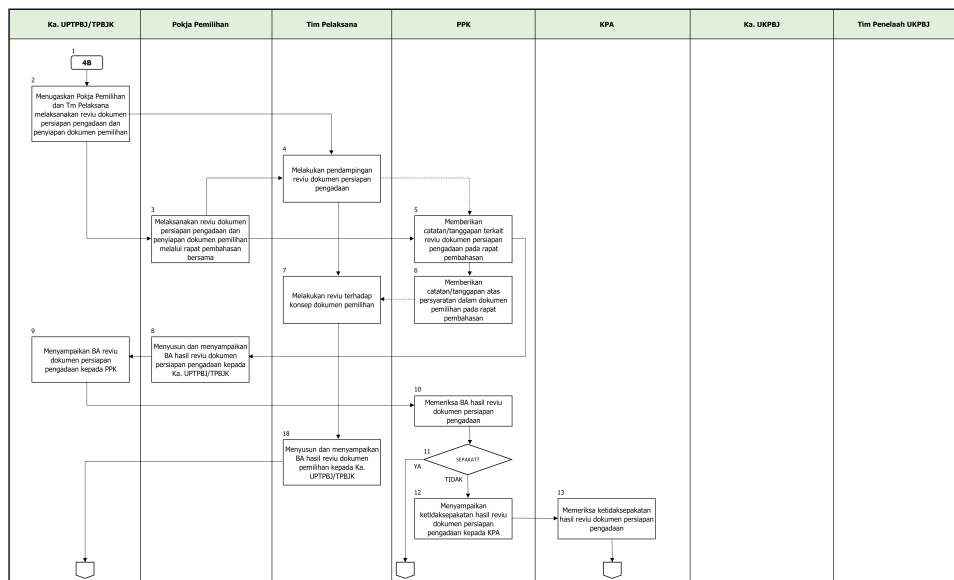 Ka. UPTPBJ/TPBJK
Pokja Pemilihan
Tim Pelaksana
PPK
KPA
Ka. UKPBJ
Tim Penelaah UKPBJ
1
4B
2
Menugaskan Pokja Pemilihan
dan Tm Pelaksana
melaksanakan reviu dokumen
persiapan pengadaan dan
penyiapan dokumen pemilihan
4
Melakukan pendampingan
reviu dokumen persiapan
pengadaan
3
Melaksanakan reviu dokumen
persiapan pengadaan dan
penyiapan dokumen pemilihan
melalui rapat pembahasan
bersama
5
Memberikan
catatan/tanggapan terkait
reviu dokumen persiapan
pengadaan pada rapat
pembahasan
7
Melakukan reviu terhadap
konsep dokumen pemilihan
6
Memberikan
catatan/tanggapan atas
persyaratan dalam dokumen
pemilihan pada rapat
pembahasan
9
Menyampaikan BA reviu
dokumen persiapan
pengadaan kepada PPK
8
Menyusun dan menyampaikan
BA hasil reviu dokumen
persiapan pengadaan kepada
Ka. UPTPBJ/TPBJK
10
Memeriksa BA hasil reviu
dokumen persiapan
pengadaan
18
Menyusun dan menyampaikan
BA hasil reviu dokumen
pemilihan kepada Ka.
UPTPBJ/TPBJK
11
SEPAKAT?
YA
TIDAK
12
Menyampaikan
ketidaksepakatan hasil reviu
dokumen persiapan
pengadaan kepada KPA
13
Memeriksa ketidaksepakatan
hasil reviu dokumen persiapan
pengadaan